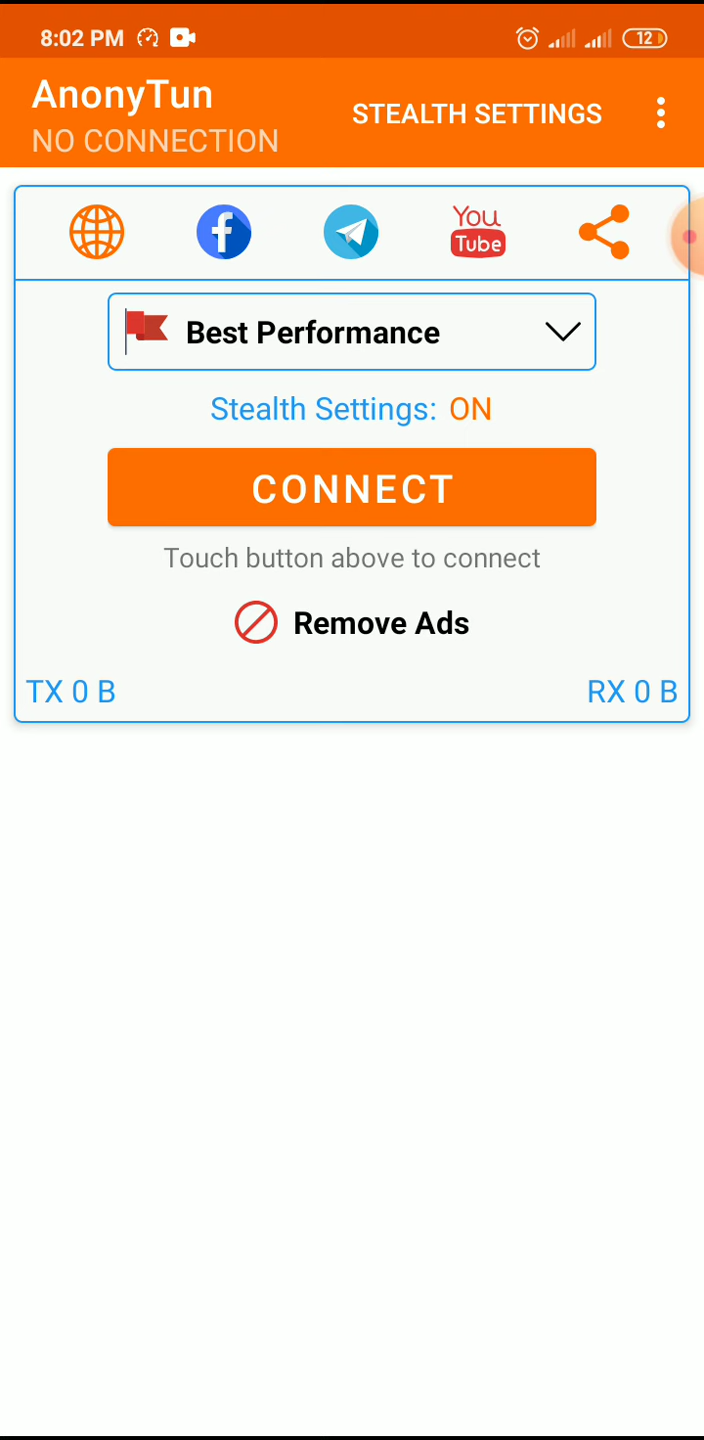 8:02 PM
12
AnonyTun
NO CONNECTION
STEALTH SETTINGS
You
Tube
Best Performance
Stealth Settings: ON
CONNECT
Touch button above to connect
Remove Ads
TX 0 B
RX 0 B